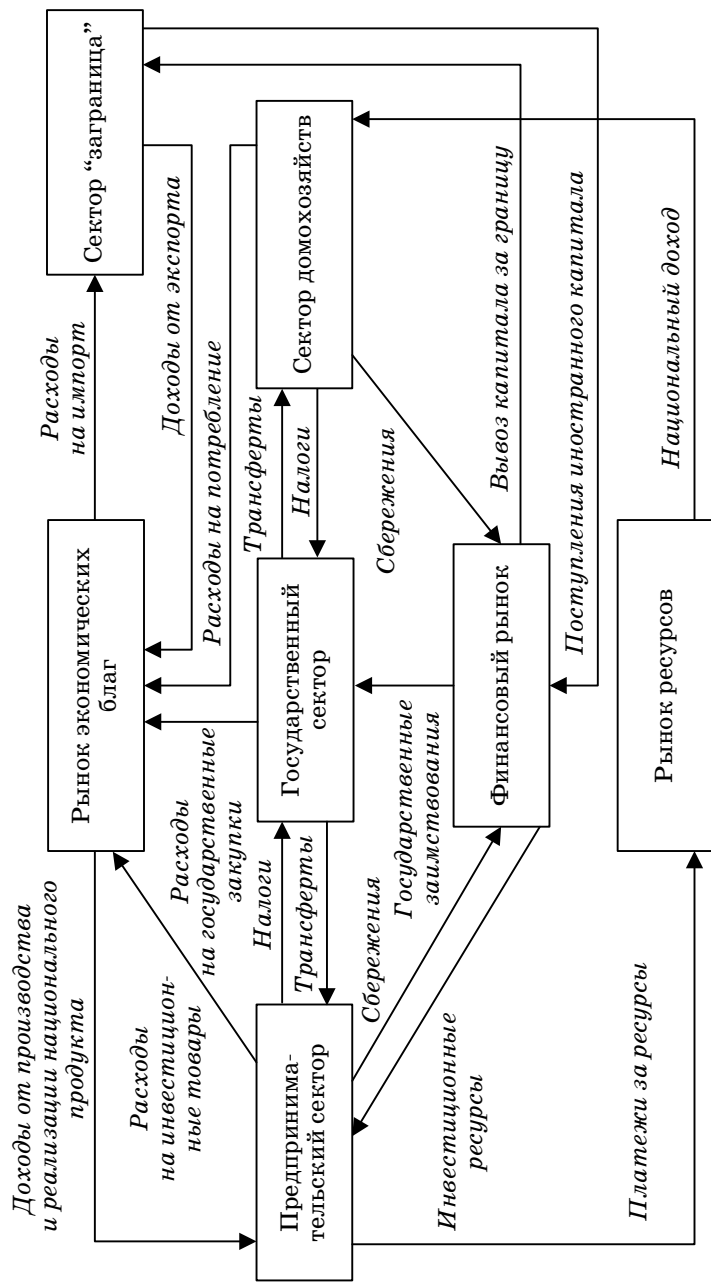 Доходы от производства
и реализации национального
продукта
Расходы
на импорт
Рынок экономических
благ
Сектор “заграница”
Расходы
на инвестицион-
ные товары
Расходы
на государственные
закупки
Расходы на потребление
Доходы от экспорта
Предпринима-
тельский сектор
Налоги
Трансферты
Государственный
сектор
Трансферты
Налоги
Сектор домохозяйств
Сбережения
Государственные
заимствования
Сбережения
Инвестиционные
ресурсы
Финансовый рынок
Вывоз капитала за границу
Поступления иностранного капитала
Платежи за ресурсы
Рынок ресурсов
Национальный доход